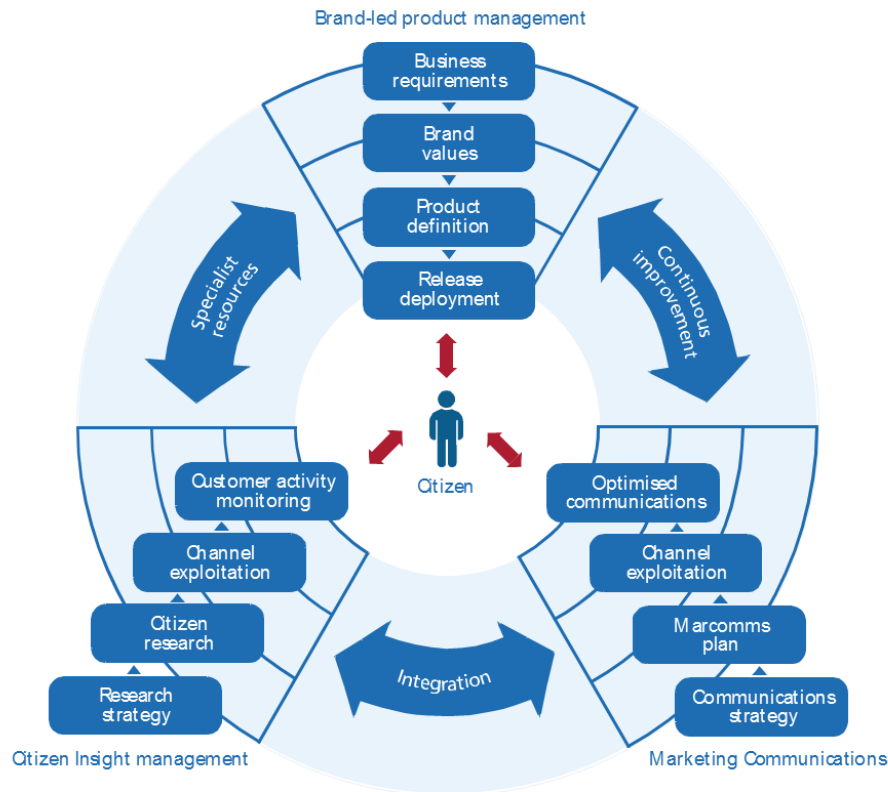 Brand-led product management
Business
requirements
Brand
values
Product
definition
Release
deployment
Specialist
resources
Continuous
improvement
Citizen
Customer activity
monitoring
Channel
exploitation
Citizen
research
Research
strategy
Citizen Insight management
Integration
Optimised
communications
Channel
exploitation
Marcomms
plan
Communications
strategy
Marketing Communications